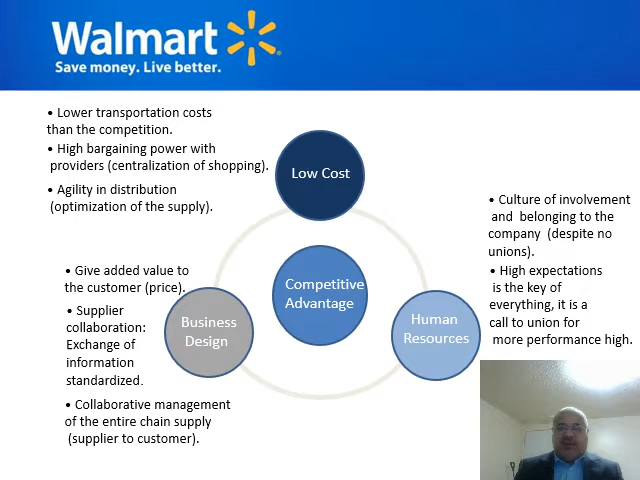 Walmart
Save money. Live better.
• Lower transportation costs
than the competition.
• High bargaining power with
providers (centralization of shopping).
• Agility in distribution
(optimization of the supply).
Low Cost
• Culture of involvement
and belonging to the
company (despite no
unions).
• High expectations
is the key of
everything, it is a
call to union for
more performance high.
• Give added value to
the customer (price).
• Supplier
collaboration:
Exchange of
information
standardized.
• Collaborative management
of the entire chain supply
(supplier to customer).
Competitive
Advantage
Business
Design
Human
Resources